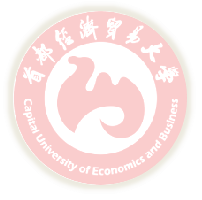 首都经济贸易大学
Capital University of Economics and Business